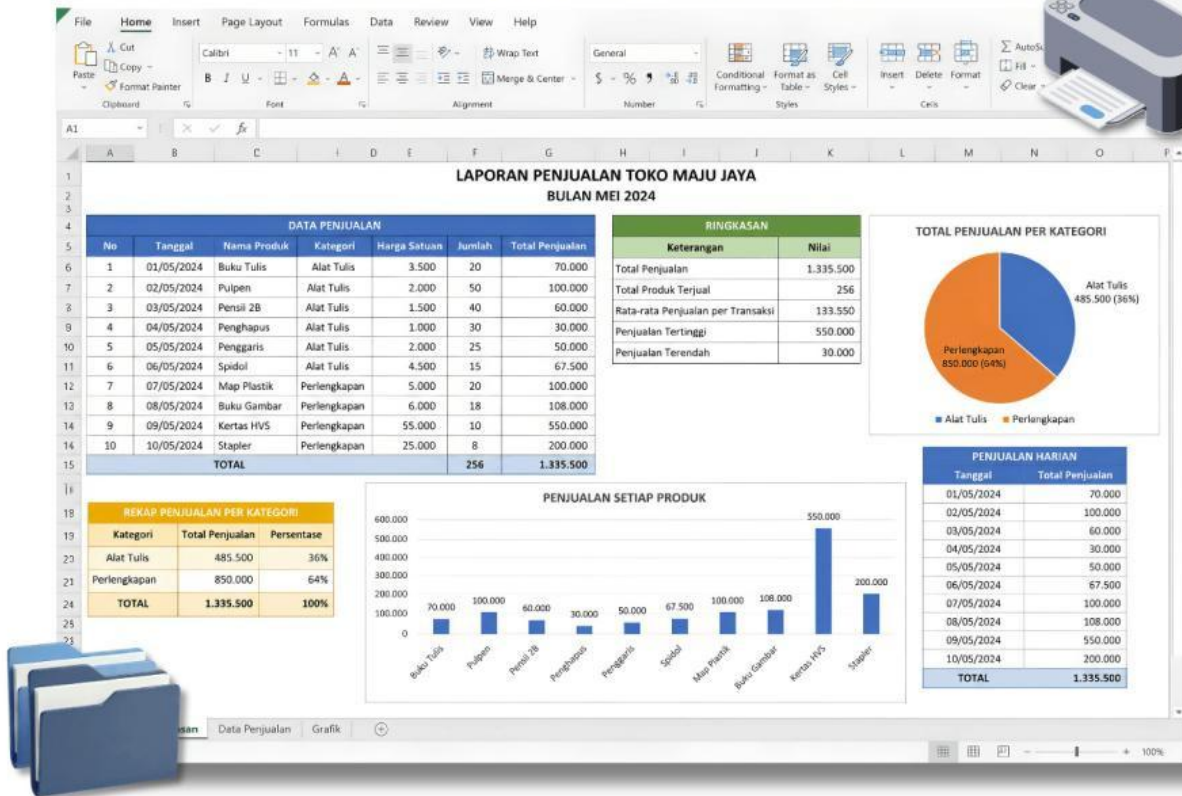 File Home Insert Page Layout Formulas Data Review View Help
Cut
Copy
Format Painter
Paste
Clipboard
Calibri 11 A A
B I U A
Font
Wrap Text
Merge & Center
Alignment
General
$ % 9
Number
Conditional Formatting
Format as Table
Cell Styles
Styles
Insert Delete Format
Cells
Fill
Clear
A1 fx
A B C D E F G H I J K L M N O P
LAPORAN PENJUALAN TOKO MAJU JAYA
BULAN MEI 2024
DATA PENJUALAN
No Tanggal Nama Produk Kategori Harga Satuan Jumlah Total Penjualan
1 01/05/2024 Buku Tulis Alat Tulis 3.500 20 70.000
2 02/05/2024 Pulpen Alat Tulis 2.000 50 100.000
3 03/05/2024 Pensil 2B Alat Tulis 1.500 40 60.000
4 04/05/2024 Penghapus Alat Tulis 1.000 30 30.000
5 05/05/2024 Penggaris Alat Tulis 2.000 25 50.000
6 06/05/2024 Spidol Alat Tulis 4.500 15 67.500
7 07/05/2024 Map Plastik Perlengkapan 5.000 20 100.000
8 08/05/2024 Buku Gambar Perlengkapan 6.000 18 108.000
9 09/05/2024 Kertas HVS Perlengkapan 55.000 10 550.000
10 10/05/2024 Stapler Perlengkapan 25.000 8 200.000
TOTAL 256 1.335.500
RINGKASAN
Keterangan Nilai
Total Penjualan 1.335.500
Total Produk Terjual 256
Rata-rata Penjualan per Transaksi 133.550
Penjualan Tertinggi 550.000
Penjualan Terendah 30.000
TOTAL PENJUALAN PER KATEGORI
Alat Tulis
485.500 (36%)
Perlengkapan
850.000 (64%)
Alat Tulis Perlengkapan
REKAP PENJUALAN PER KATEGORI
Kategori Total Penjualan Persentase
Alat Tulis 485.500 36%
Perlengkapan 850.000 64%
TOTAL 1.335.500 100%
PENJUALAN SETIAP PRODUK
600.000
500.000
400.000
300.000
200.000
100.000
0
70.000 100.000 60.000 30.000 50.000 67.500 100.000 108.000 550.000 200.000
Buku Tulis Pulpen Pensil 2B Penghapus Penggaris Spidol Map Plastik Buku Gambar Kertas HVS Stapler
PENJUALAN HARIAN
Tanggal Total Penjualan
01/05/2024 70.000
02/05/2024 100.000
03/05/2024 60.000
04/05/2024 30.000
05/05/2024 50.000
06/05/2024 67.500
07/05/2024 100.000
08/05/2024 108.000
09/05/2024 550.000
10/05/2024 200.000
TOTAL 1.335.500
Data Penjualan Grafik
100%